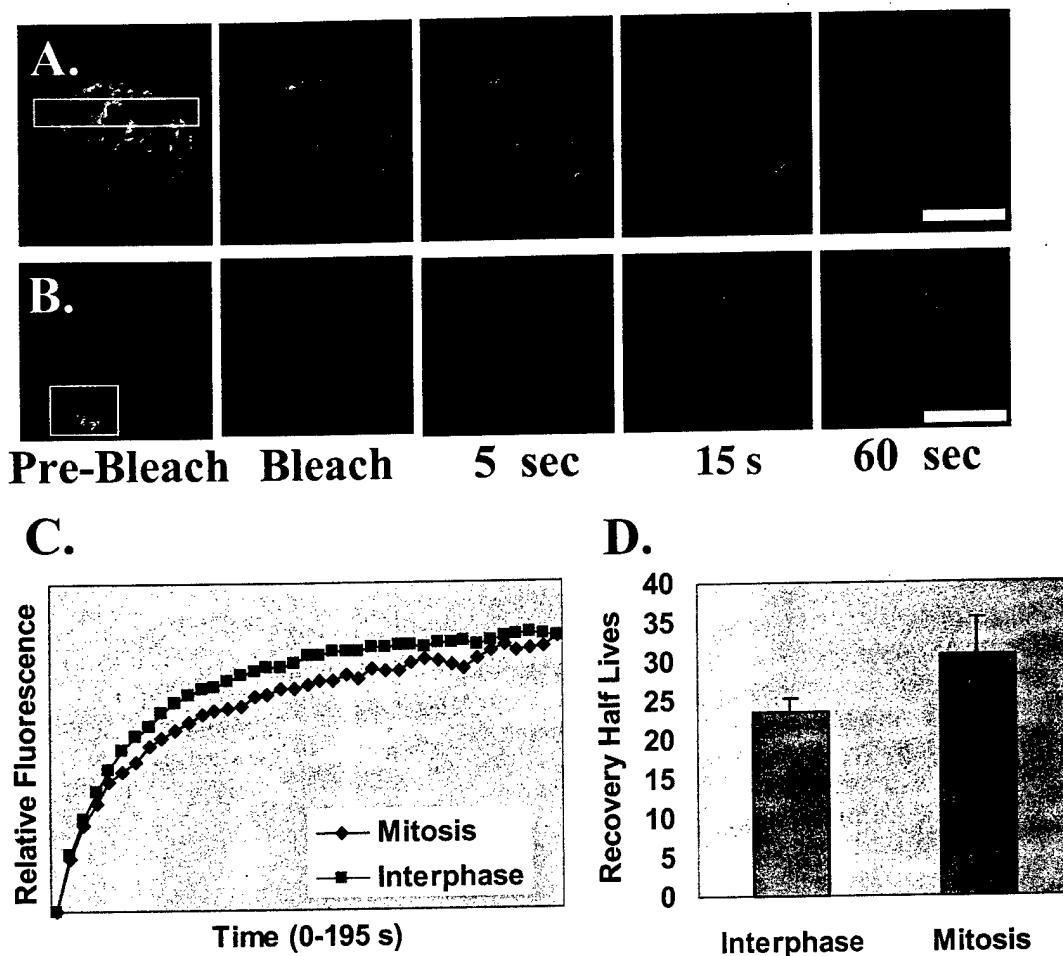 A.
B.
Pre-Bleach Bleach 5 sec 15 s 60 sec
C.
Relative Fluorescence
Mitosis
Interphase
Time (0-195 s)
D.
Recovery Half Lives
40
35
30
25
20
15
10
5
0
Interphase Mitosis